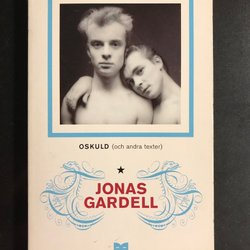 OSKULD (och andra texter)
JONAS
GARDELL